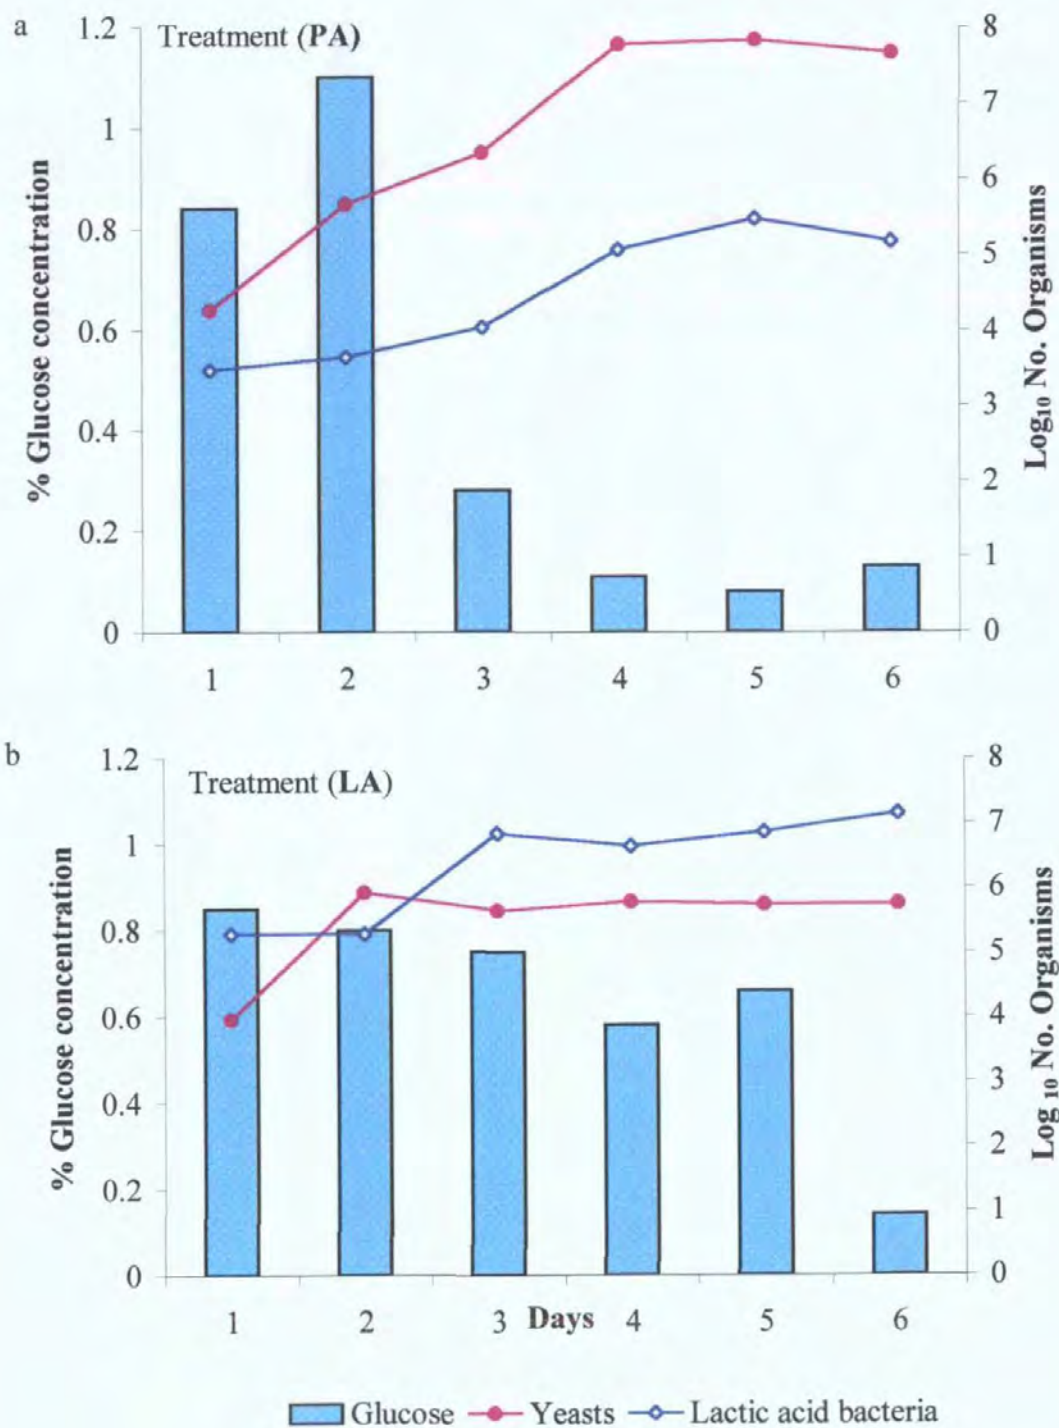 a
Treatment (PA)
1.2
1
0.8
0.6
0.4
0.2
0
% Glucose concentration
8
7
6
5
4
3
2
1
0
Log10 No. Organisms
1 2 3 4 5 6
b
Treatment (LA)
1.2
1
0.8
0.6
0.4
0.2
0
% Glucose concentration
8
7
6
5
4
3
2
1
0
Log 10 No. Organisms
1 2 3 Days 4 5 6
Glucose Yeasts Lactic acid bacteria